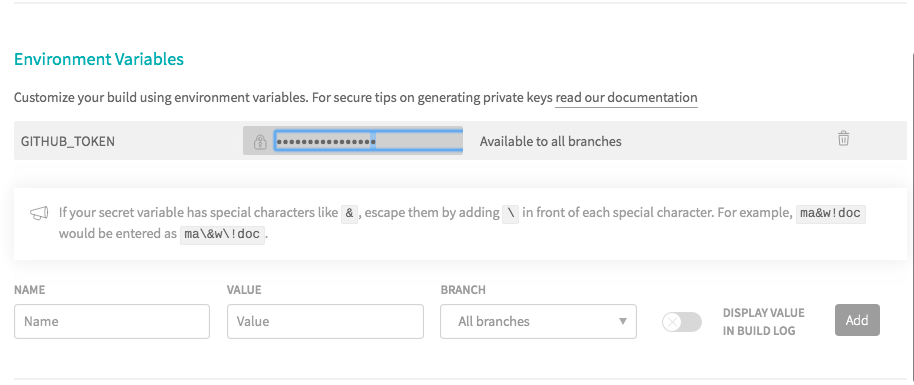 Environment Variables
Customize your build using environment variables. For secure tips on generating private keys read our documentation
GITHUB_TOKEN •••••••••••••••• Available to all branches
If your secret variable has special characters like & , escape them by adding \ in front of each special character. For example, ma&w!doc
would be entered as ma\&w\!doc .
NAME VALUE BRANCH
Name Value All branches DISPLAY VALUE IN BUILD LOG Add